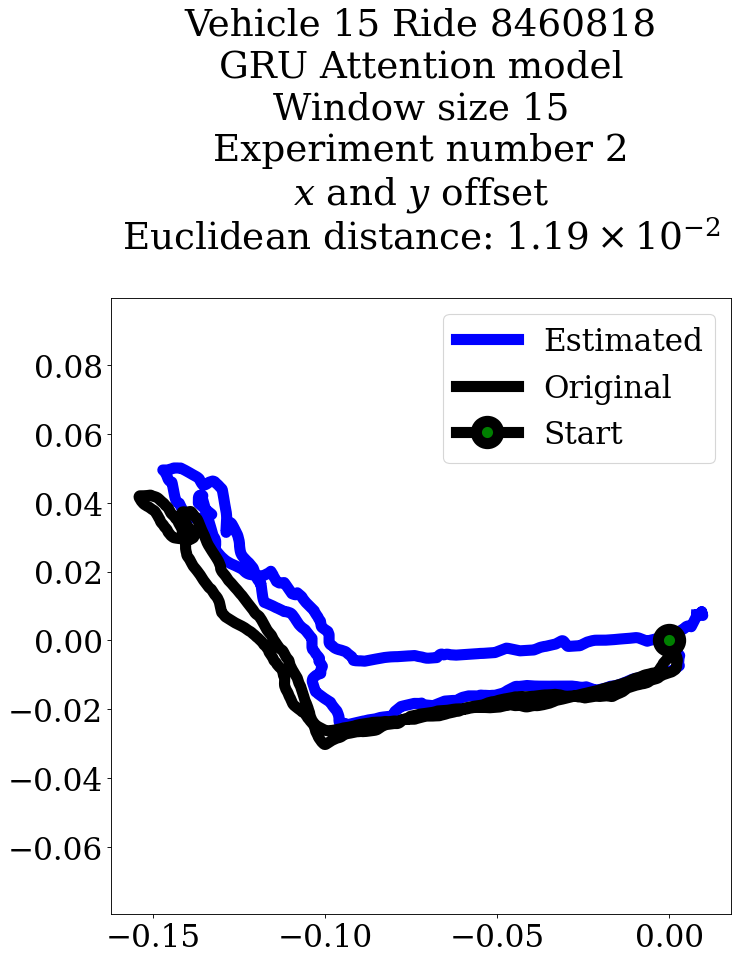 Vehicle 15 Ride 8460818
GRU Attention model
Window size 15
Experiment number 2
x and y offset
Euclidean distance: 1.19 × 10⁻²
Estimated
Original
Start
0.08
0.06
0.04
0.02
0.00
−0.02
−0.04
−0.06
−0.15 −0.10 −0.05 0.00